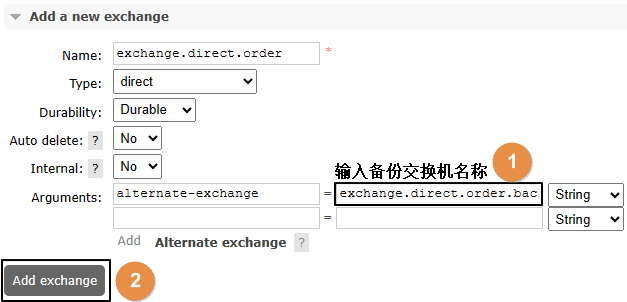 Add a new exchange
Name: exchange.direct.order *
Type: direct
Durability: Durable
Auto delete: ? No
Internal: ? No
输入备份交换机名称 1
Arguments: alternate-exchange = exchange.direct.order.bac String
= String
Add Alternate exchange ?
Add exchange 2